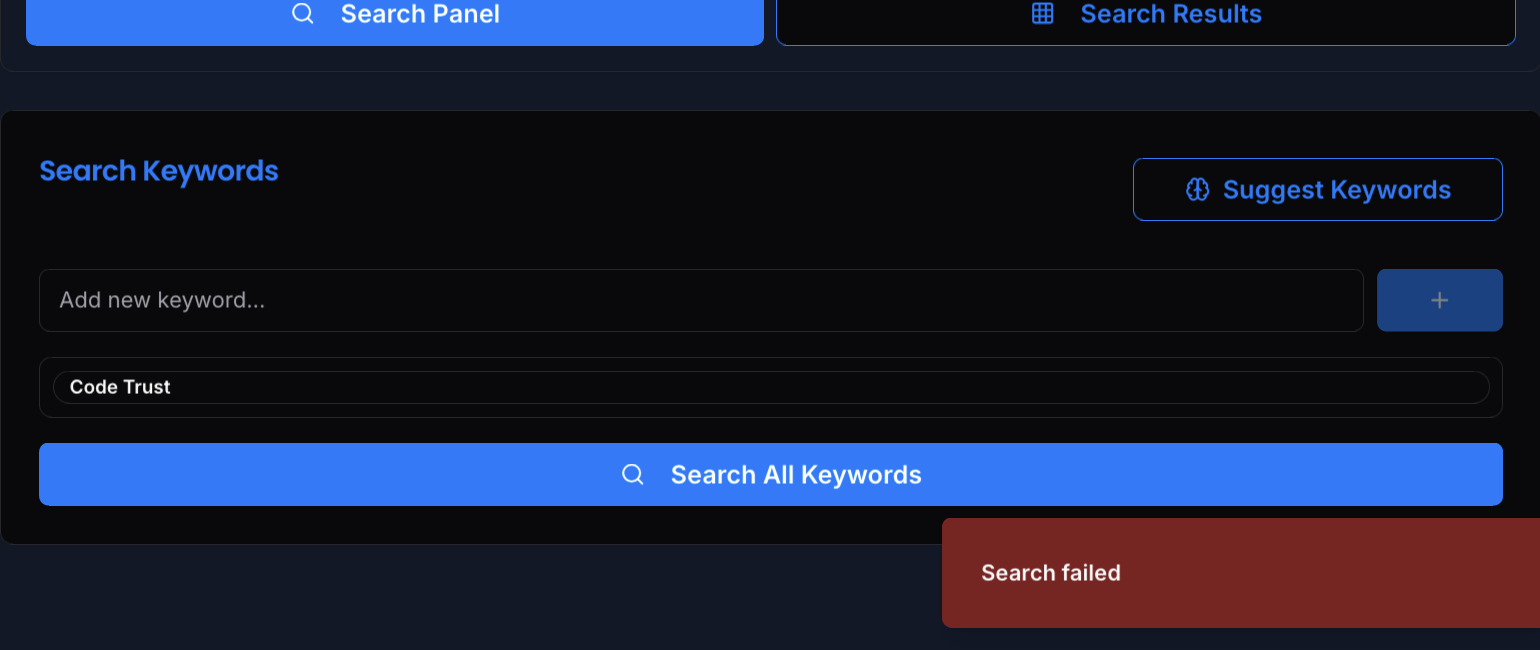 Search Panel
Search Results
Search Keywords
Suggest Keywords
Add new keyword...
+
Code Trust
Search All Keywords
Search failed